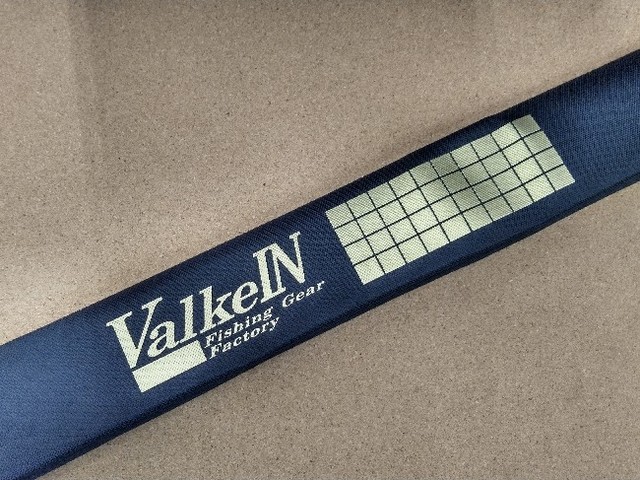 ValkeIN
Fishing Gear
Factory